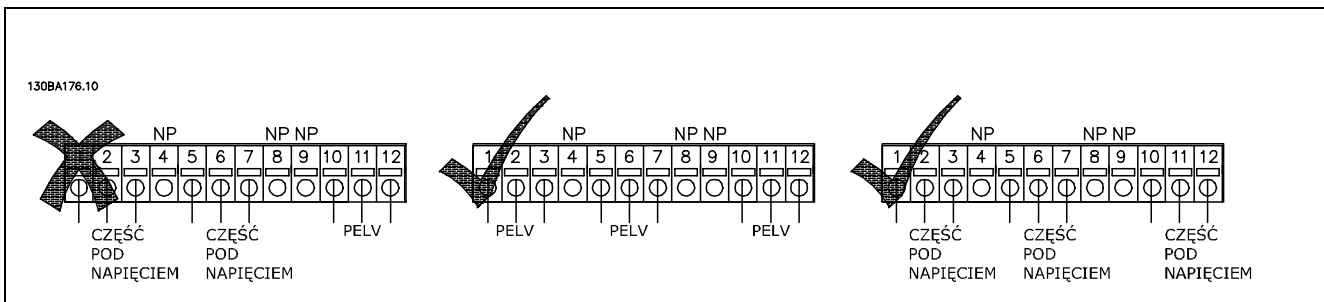 130BA176.10
NP NP NP
2 3 4 5 6 7 8 9 10 11 12
CZĘŚĆ CZĘŚĆ PELV
POD POD
NAPIĘCIEM NAPIĘCIEM
NP NP NP
1 2 3 4 5 6 7 8 9 10 11 12
PELV PELV PELV
NP NP NP
1 2 3 4 5 6 7 8 9 10 11 12
CZĘŚĆ CZĘŚĆ CZĘŚĆ
POD POD POD
NAPIĘCIEM NAPIĘCIEM NAPIĘCIEM